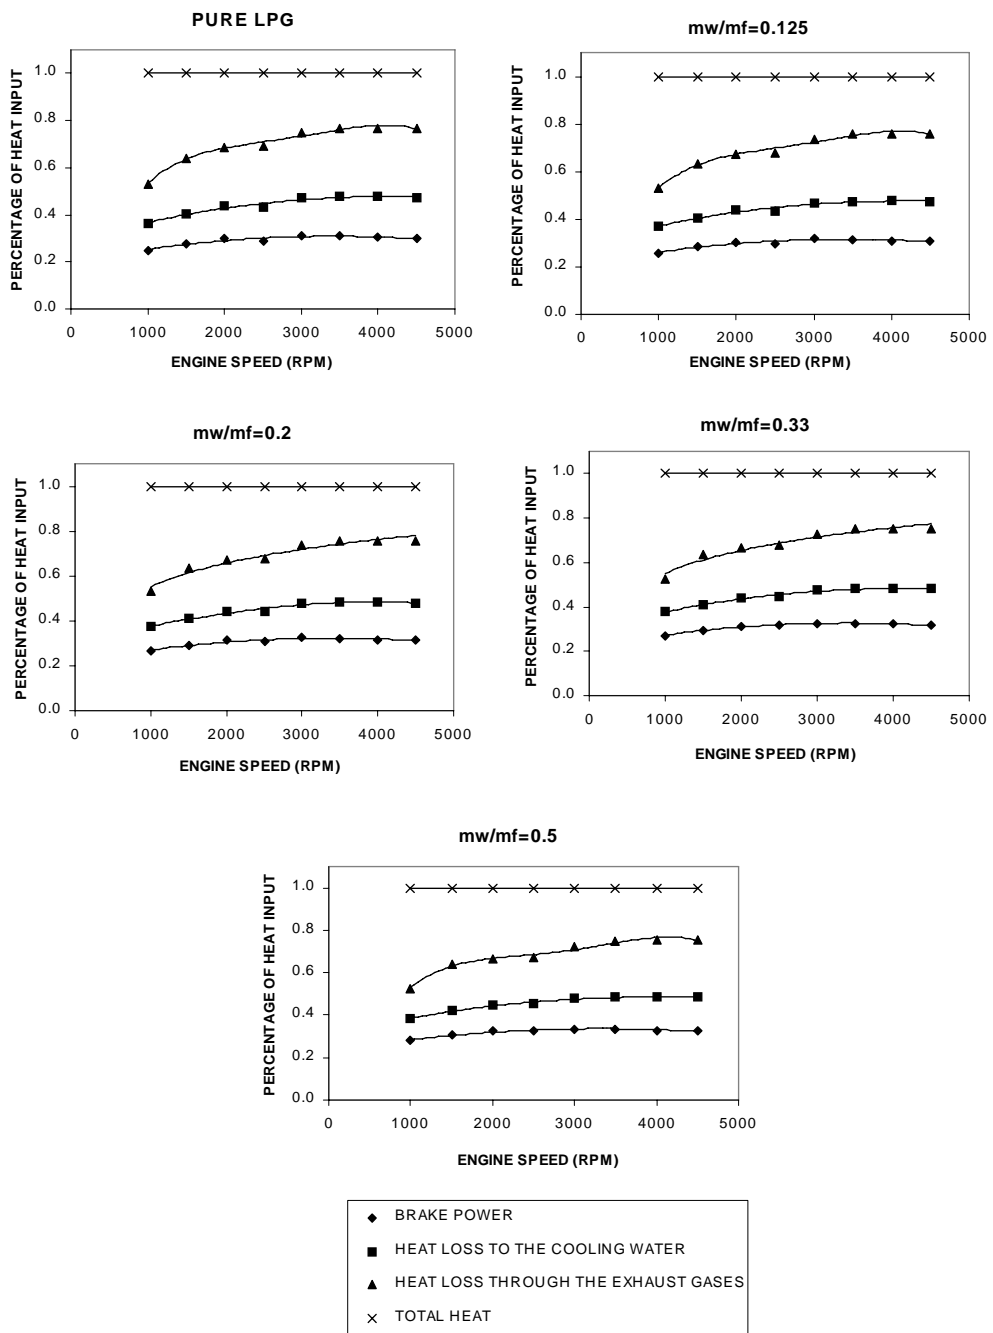 PURE LPG
PERCENTAGE OF HEAT INPUT
1.0
0.8
0.6
0.4
0.2
0.0
0 1000 2000 3000 4000 5000
ENGINE SPEED (RPM)
mw/mf=0.125
PERCENTAGE OF HEAT INPUT
1.0
0.8
0.6
0.4
0.2
0.0
0 1000 2000 3000 4000 5000
ENGINE SPEED (RPM)
mw/mf=0.2
PERCENTAGE OF HEAT INPUT
1.0
0.8
0.6
0.4
0.2
0.0
0 1000 2000 3000 4000 5000
ENGINE SPEED (RPM)
mw/mf=0.33
PERCENTAGE OF HEAT INPUT
1.0
0.8
0.6
0.4
0.2
0.0
0 1000 2000 3000 4000 5000
ENGINE SPEED (RPM)
mw/mf=0.5
PERCENTAGE OF HEAT INPUT
1.0
0.8
0.6
0.4
0.2
0.0
0 1000 2000 3000 4000 5000
ENGINE SPEED (RPM)
BRAKE POWER
HEAT LOSS TO THE COOLING WATER
HEAT LOSS THROUGH THE EXHAUST GASES
TOTAL HEAT